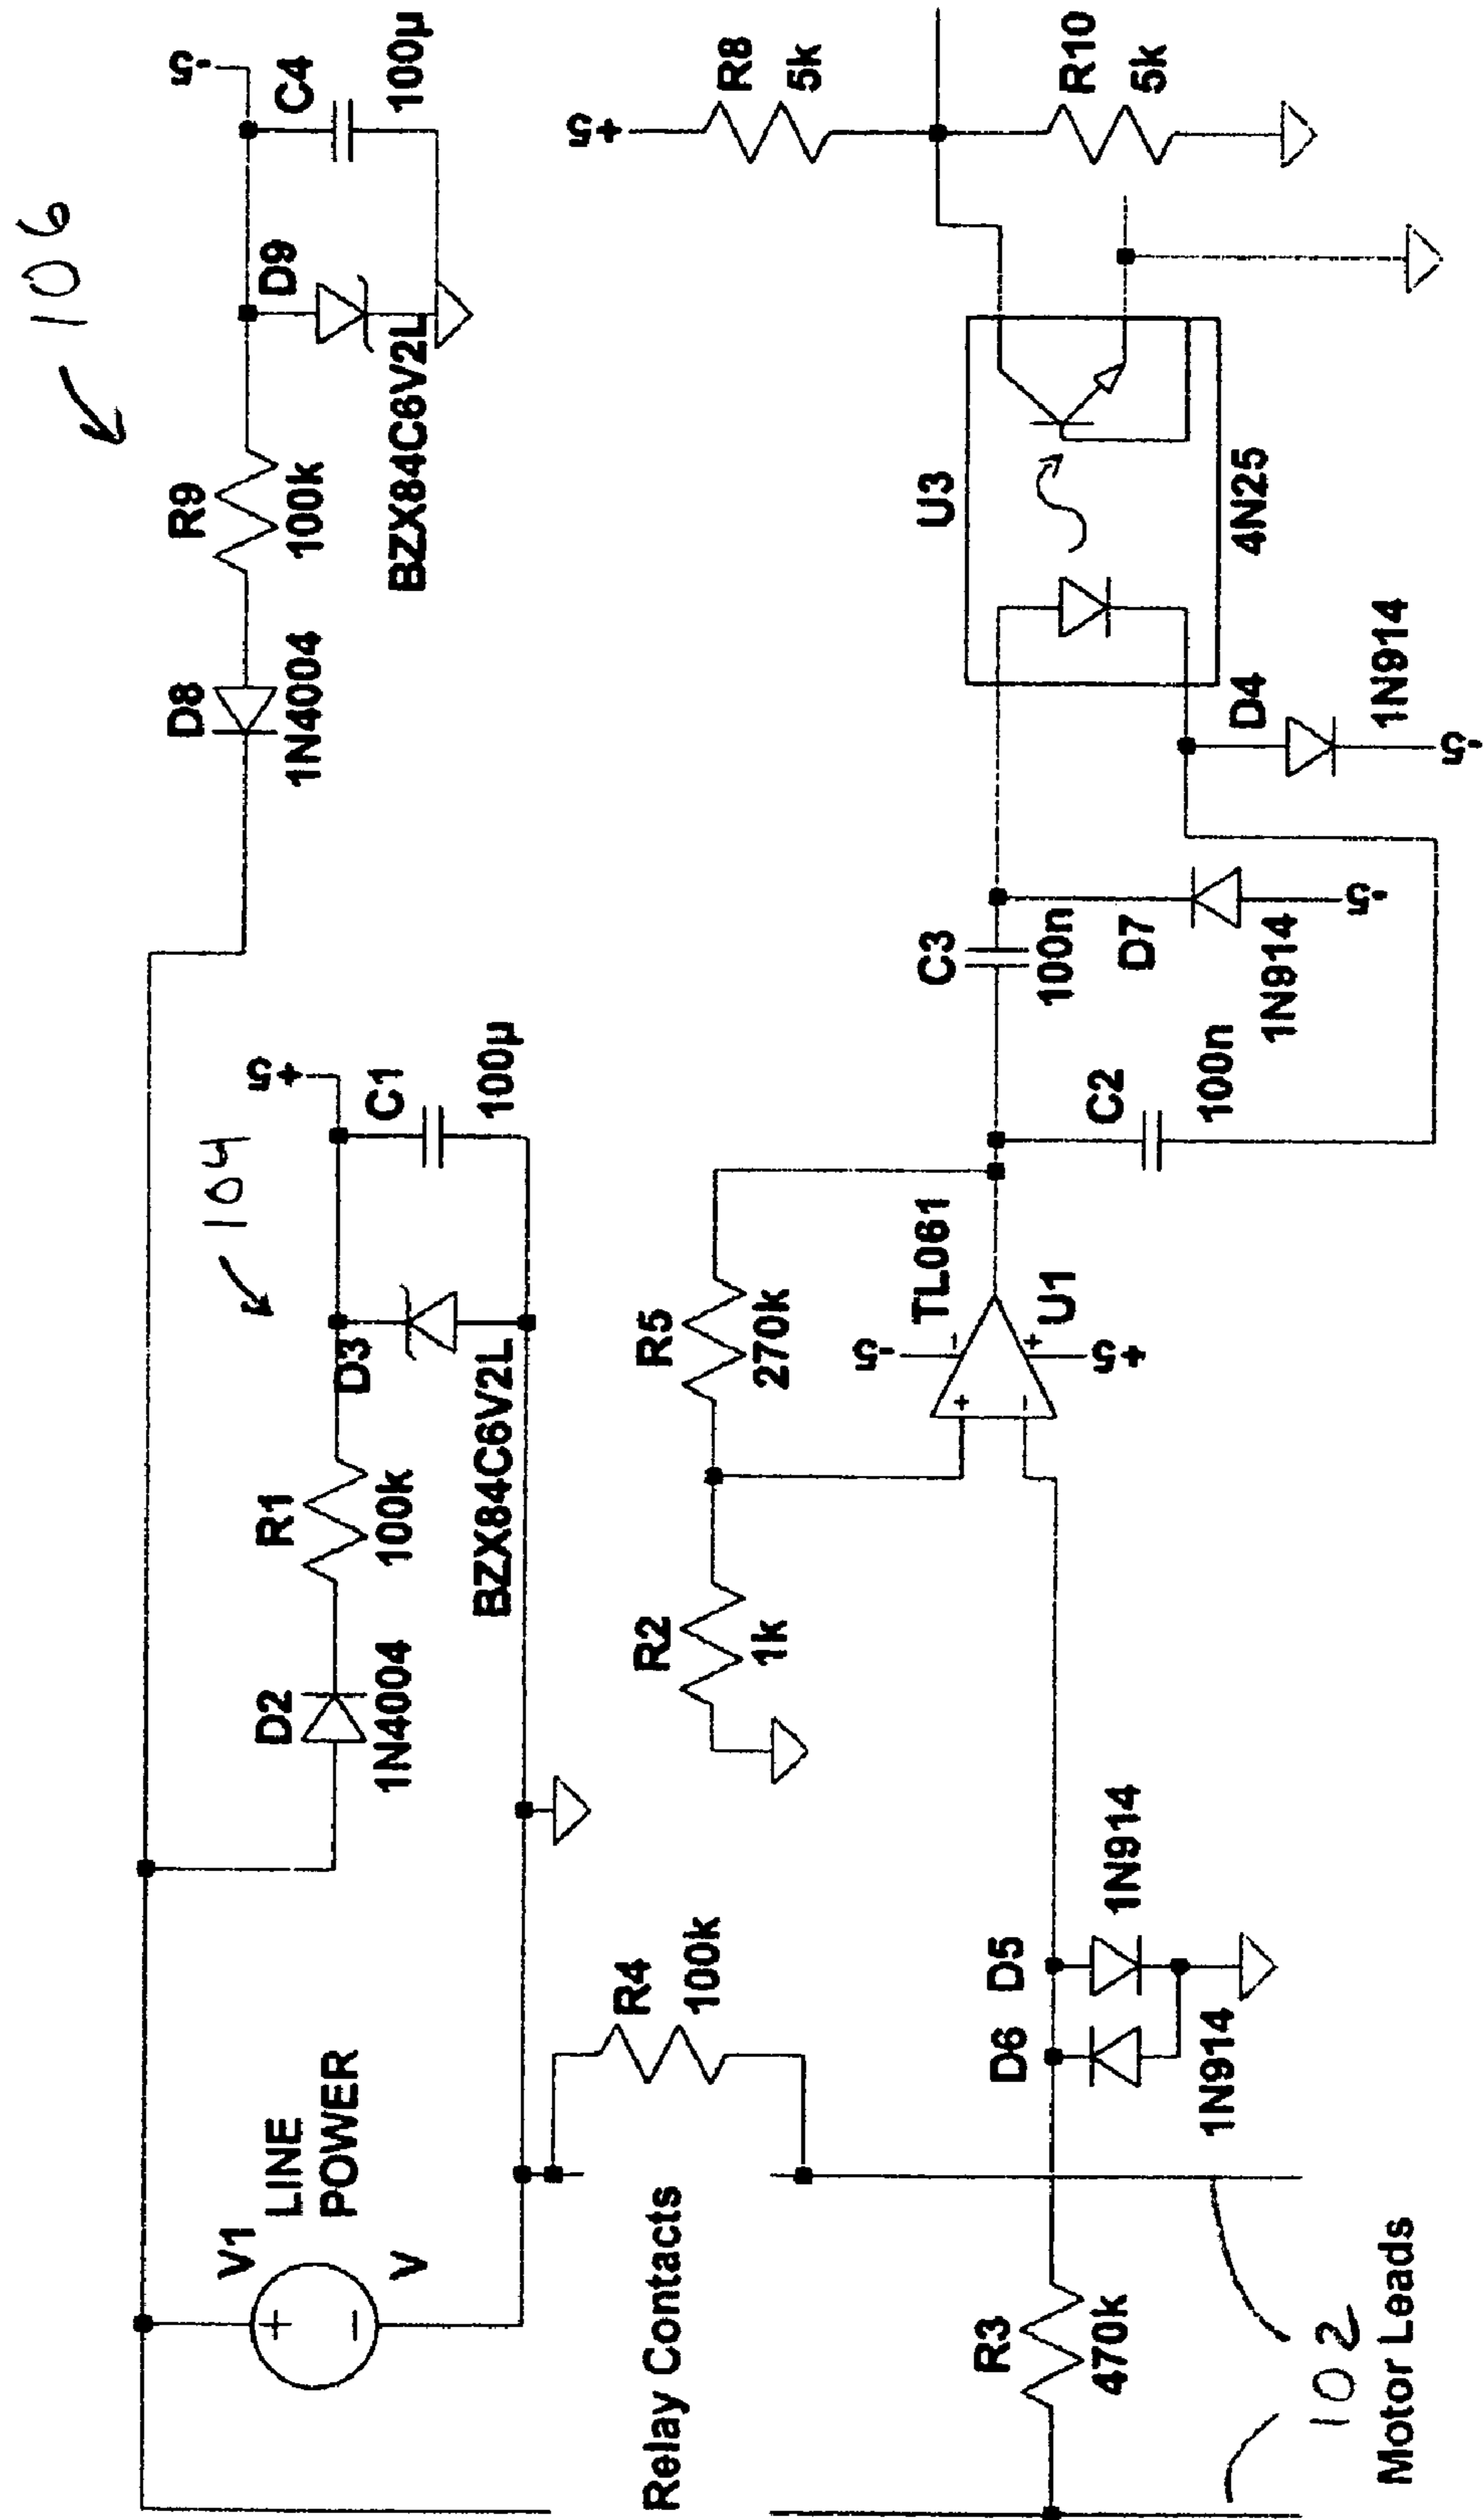 106
-5
C4
100µ
D9
BZX84C6V2L
R9
100k
D8
1N4004
104
+5
C1
100µ
D3
BZX84C6V2L
R1
100k
D2
1N4004
V1
LINE
POWER
+
−
V
R4
100k
Relay Contacts
R3
470k
102
Motor Leads
D6
D5
1N914
1N914
R2
1k
R5
270k
-5
+5
TL061
U1
+
−
−
+
C2
100n
C3
100n
D7
1N914
-5
D4
1N914
-5
U3
4N25
+5
R8
5k
R10
5k